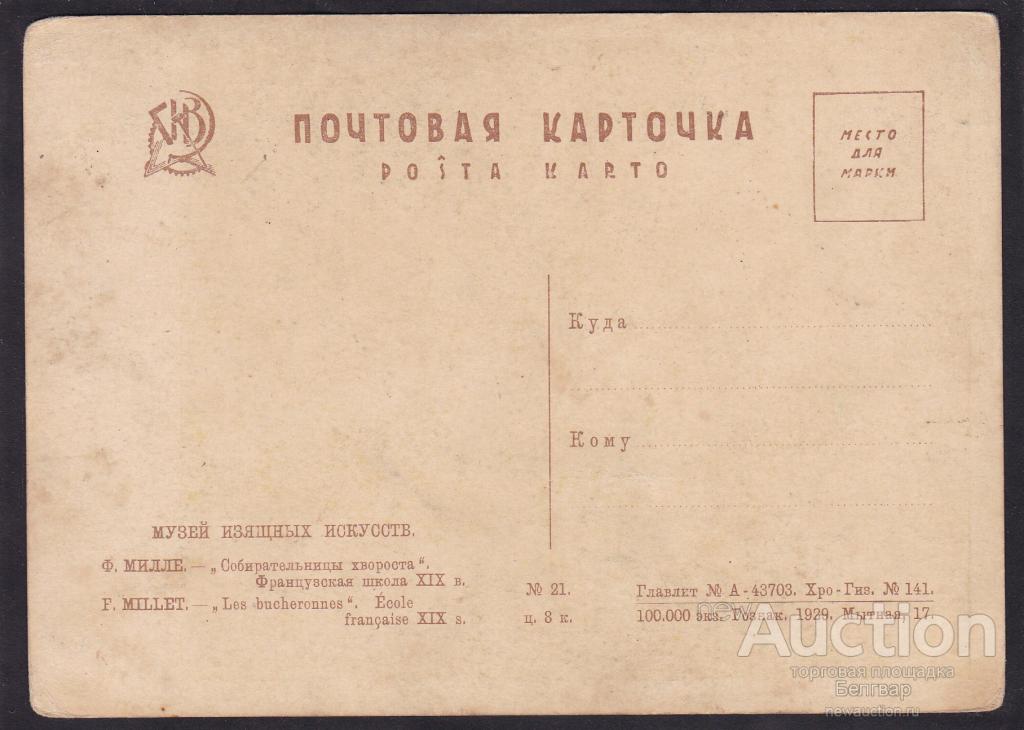 ПОЧТОВАЯ КАРТОЧКА
POŜTA KARTO
МЕСТО
ДЛЯ
МАРКИ
Куда
Кому
МУЗЕЙ ИЗЯЩНЫХ ИСКУССТВ.
Ф. МИЛЛЕ. — „Собирательницы хвороста".
Французская школа XIX в.
F. MILLET. — „Les bucheronnes". École
française XIX s.
№ 21.
ц. 3 к.
Главлит № А - 43703. Хро - Гиз. № 141.
100.000 экз. Гознак. 1929. Мытная, 17.
newAuction
торговая площадка
Белгвар
newauction.ru